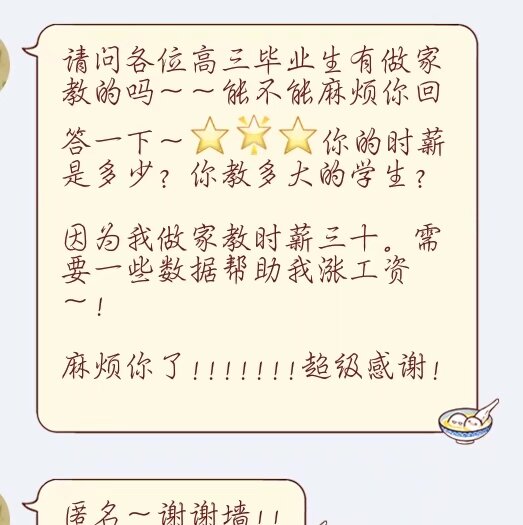 请问各位高三毕业生有做家
教的吗~~能不能麻烦你回
答一下~⭐🌟⭐你的时薪
是多少？你教多大的学生？
因为我做家教时薪三十。需
要一些数据帮助我涨工资
~！
麻烦你了！！！！！！！超级感谢！
匿名~谢谢墙！！